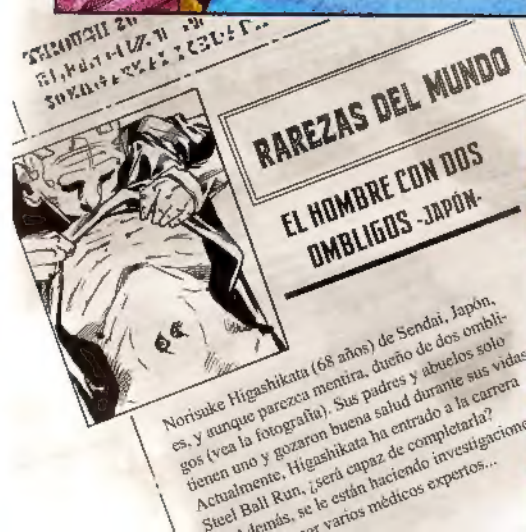 THROUGH
RAREZAS DEL MUNDO
EL HOMBRE CON DOS
OMBLIGOS -JAPÓN-
Norisuke Higashikata (68 años) de Sendai, Japón,
es, y aunque parezca mentira, dueño de dos ombli-
gos (vea la fotografía). Sus padres y abuelos solo
tienen uno y gozaron buena salud durante sus vidas
Actualmente, Higashikata ha entrado a la carrera
Steel Ball Run, ¿será capaz de completarla?
Además, se le están haciendo investigacione
por varios médicos expertos...